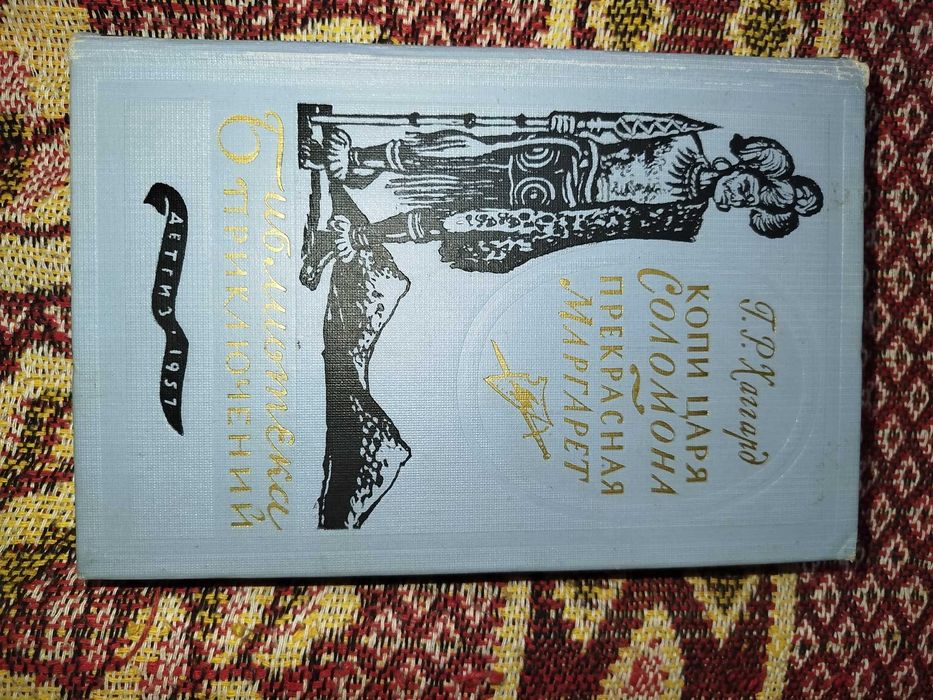 Г. Р. Хаггард
КОПИ ЦАРЯ
СОЛОМОНА
ПРЕКРАСНАЯ
МАРГАРЕТ
Библиотека
ПРИКЛЮЧЕНИЙ
ДЕТГИЗ 1957